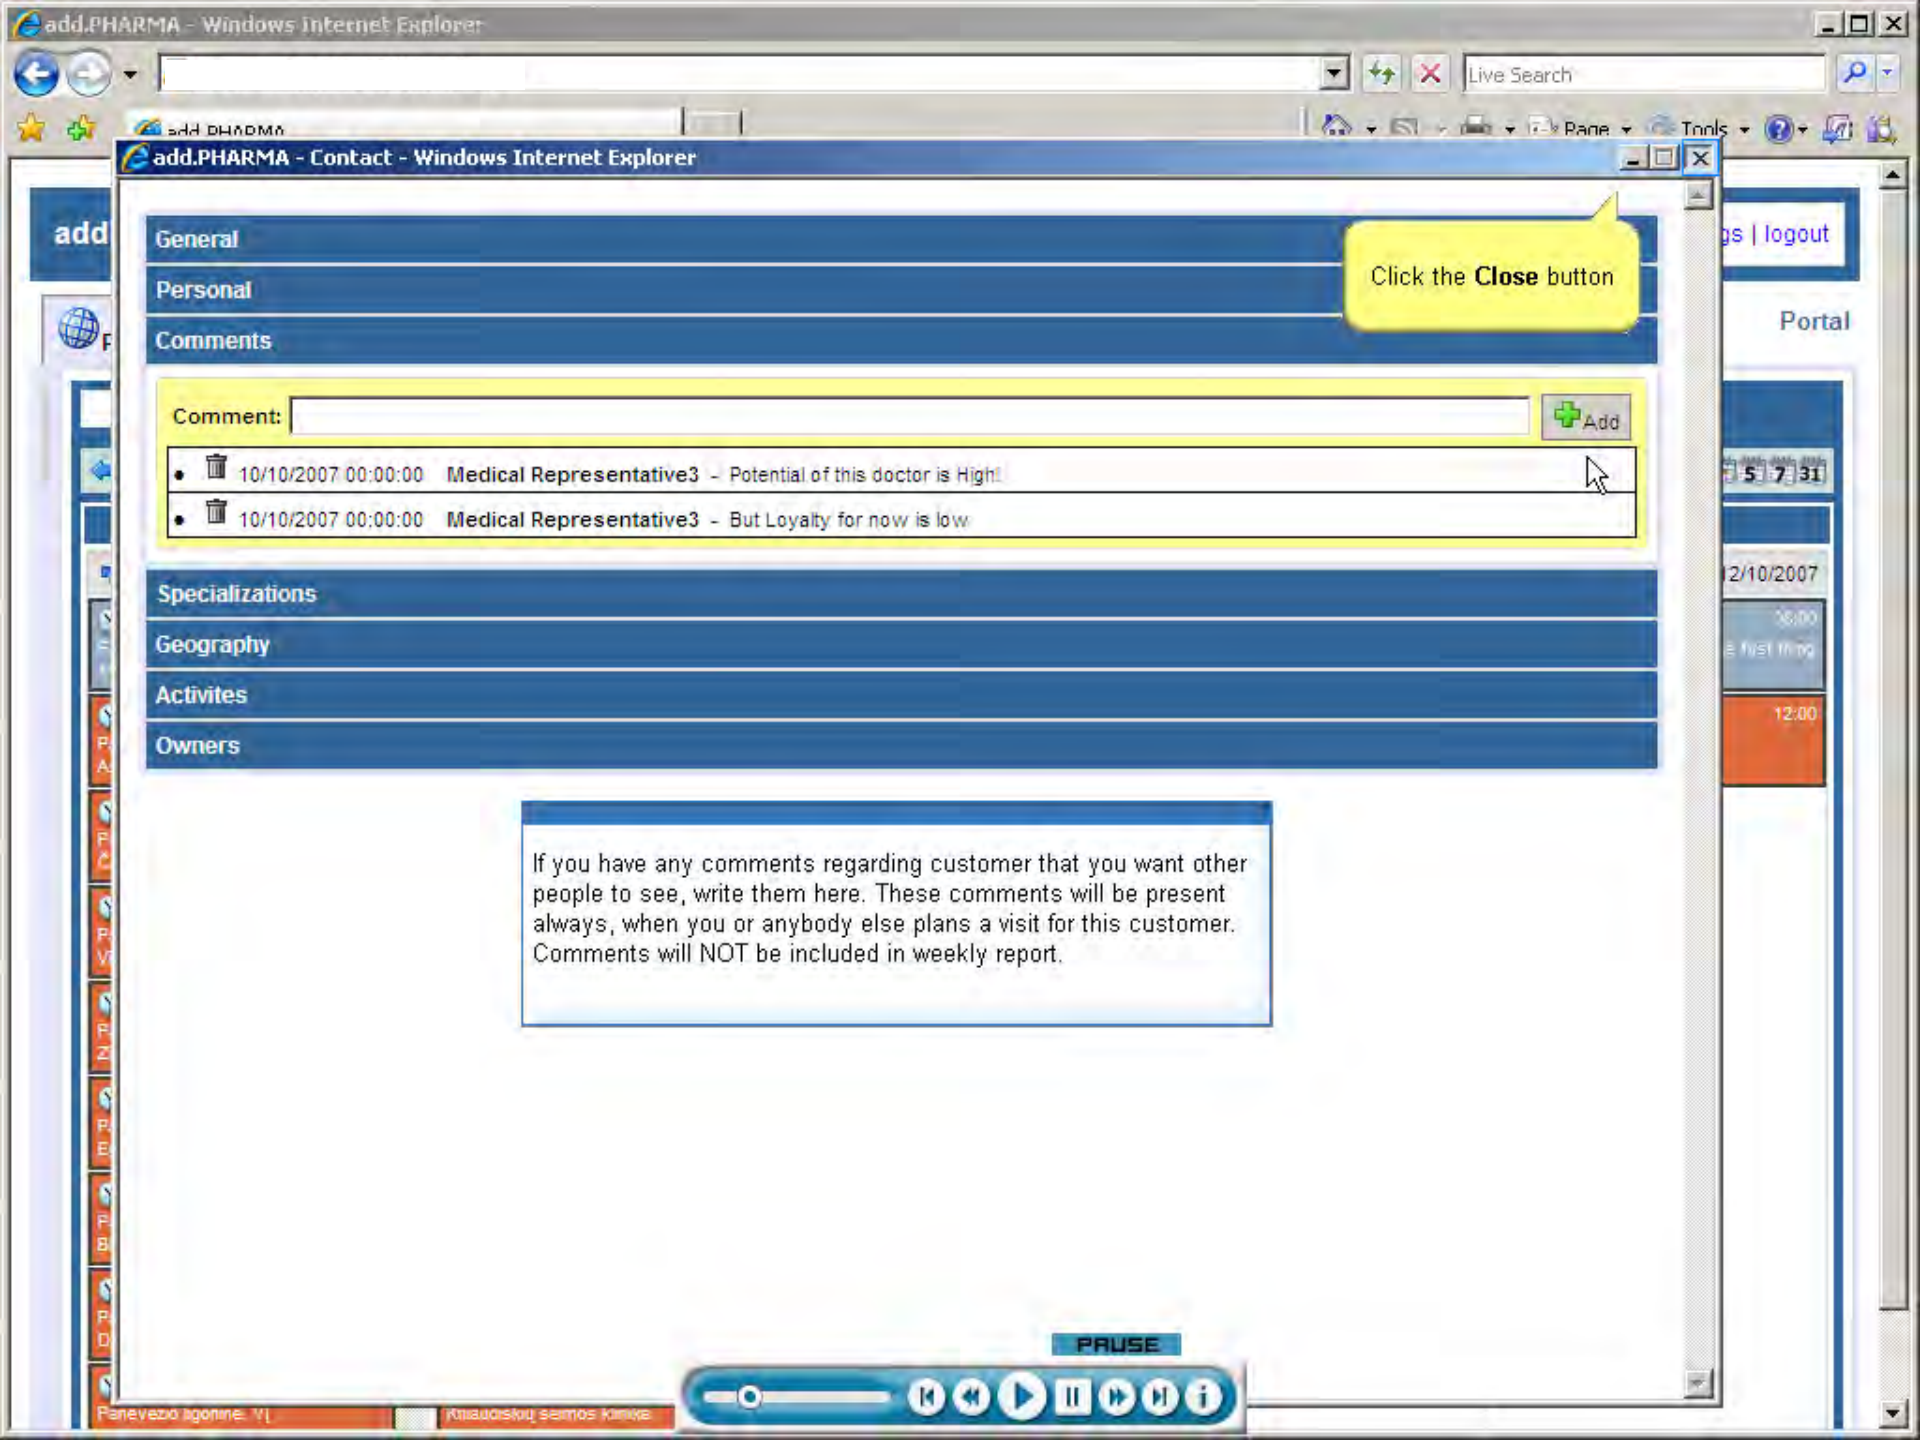 add.PHARMA - Windows Internet Explorer
Live Search
add.PHARMA
Page
Tools
add.PHARMA - Contact - Windows Internet Explorer
add
General
gs | logout
Click the Close button
Personal
Portal
Comments
Comment:
Add
10/10/2007 00:00:00 Medical Representative3 - Potential of this doctor is High!
5 7 31
10/10/2007 00:00:00 Medical Representative3 - But Loyalty for now is low
Specializations
12/10/2007
08:00
Geography
first thing
Activites
12:00
Owners
If you have any comments regarding customer that you want other
people to see, write them here. These comments will be present
always, when you or anybody else plans a visit for this customer.
Comments will NOT be included in weekly report.
PAUSE